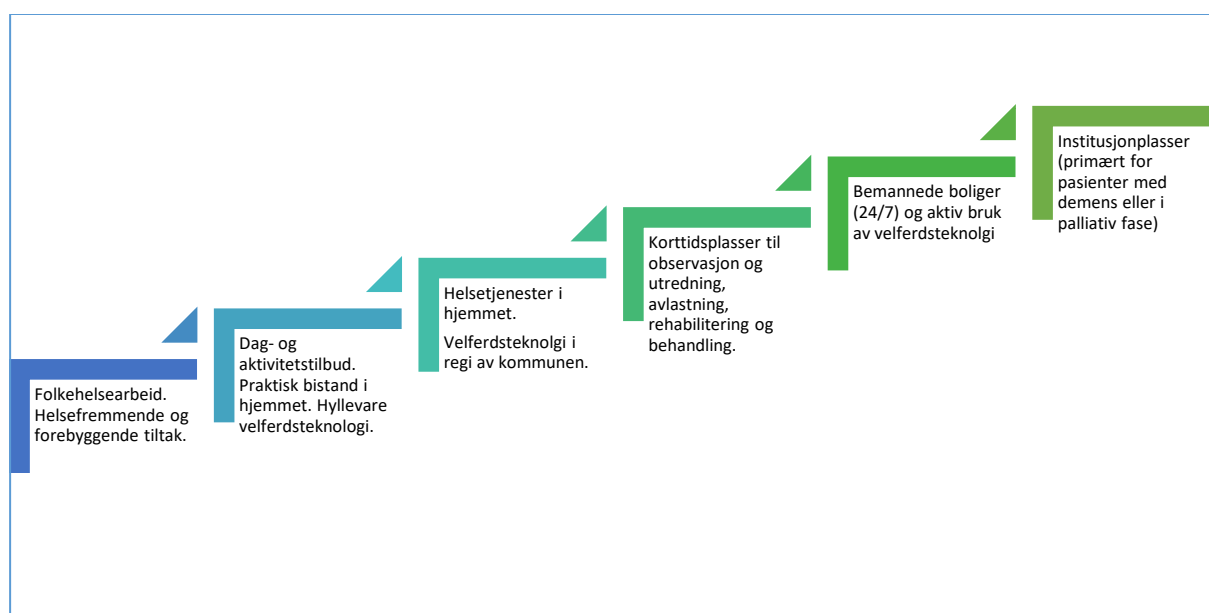 Folkehelsearbeid.
Helsefremmende og
forebyggende tiltak.
Dag- og
aktivitetstilbud.
Praktisk bistand i
hjemmet. Hyllevare
velferdsteknologi.
Helsetjenester i
hjemmet.
Velferdsteknolgi i
regi av kommunen.
Korttidsplasser til
observasjon og
utredning,
avlastning,
rehabilitering og
behandling.
Bemannede boliger
(24/7) og aktiv bruk
av velferdsteknolgi
Institusjonplasser
(primært for
pasienter med
demens eller i
palliativ fase)